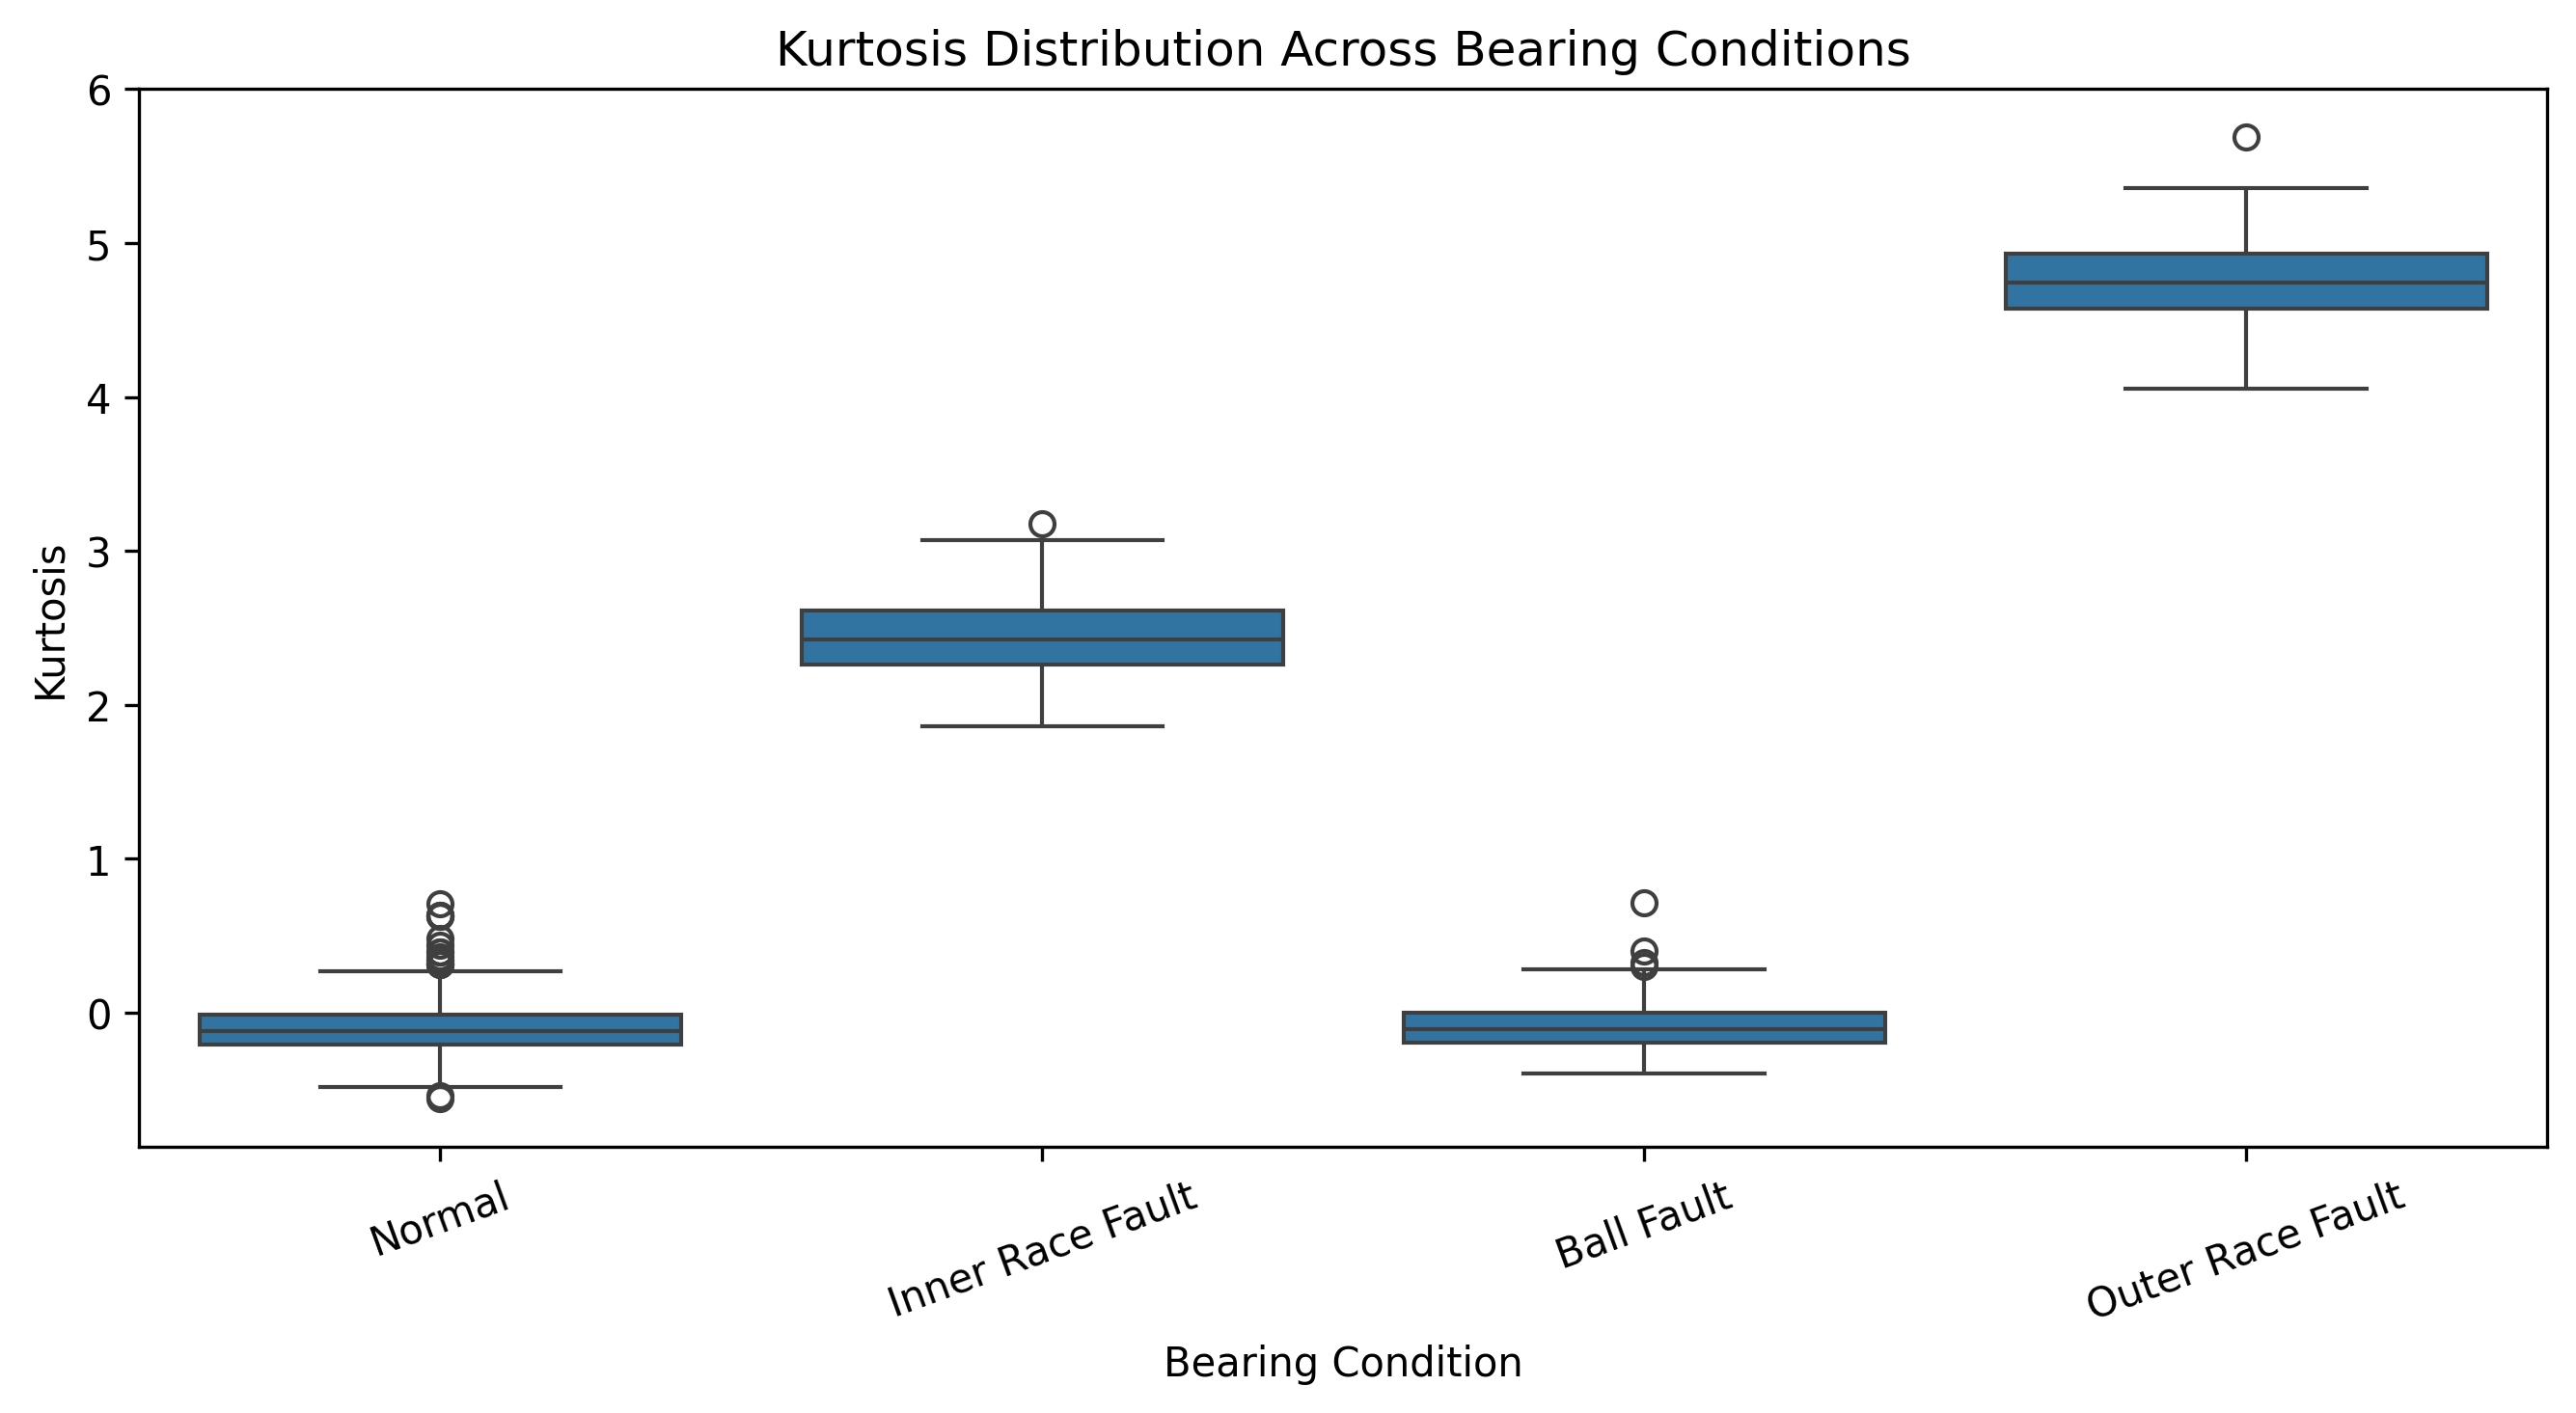 Kurtosis Distribution Across Bearing Conditions
6
5
4
3
2
1
0
Kurtosis
Normal
Inner Race Fault
Ball Fault
Outer Race Fault
Bearing Condition